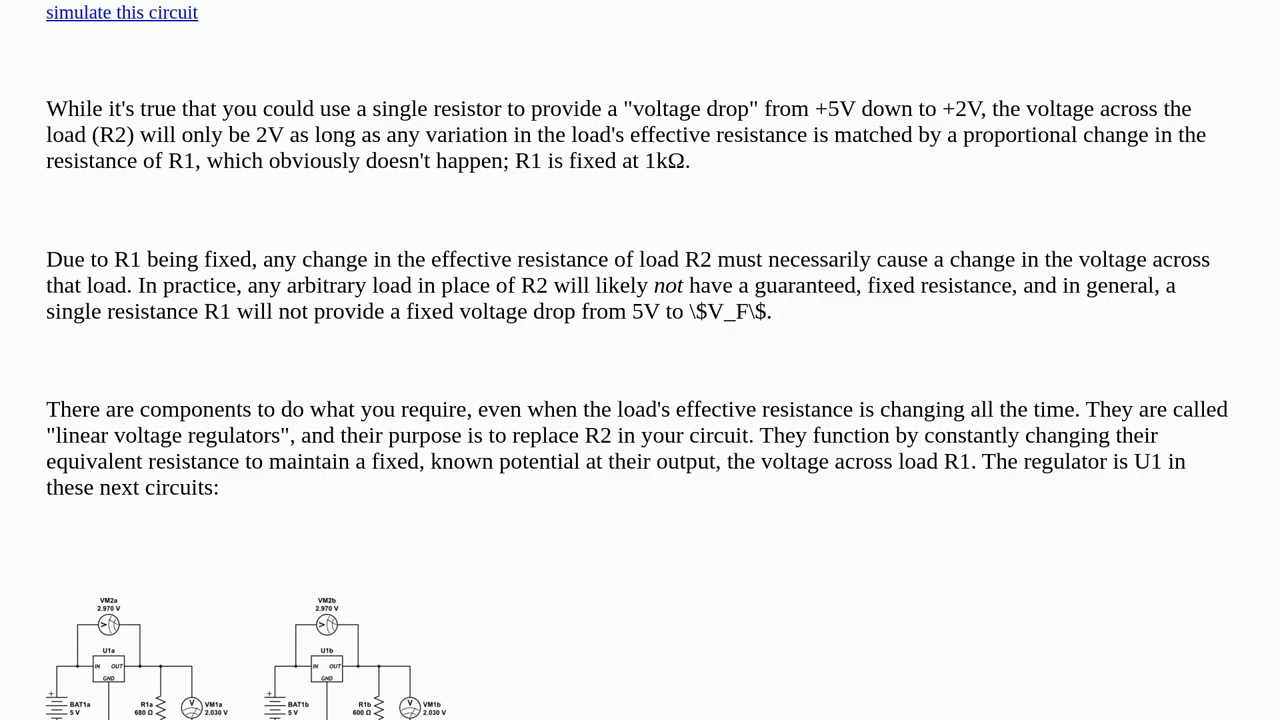 simulate this circuit
While it's true that you could use a single resistor to provide a "voltage drop" from +5V down to +2V, the voltage across the
load (R2) will only be 2V as long as any variation in the load's effective resistance is matched by a proportional change in the
resistance of R1, which obviously doesn't happen; R1 is fixed at 1kΩ.
Due to R1 being fixed, any change in the effective resistance of load R2 must necessarily cause a change in the voltage across
that load. In practice, any arbitrary load in place of R2 will likely not have a guaranteed, fixed resistance, and in general, a
single resistance R1 will not provide a fixed voltage drop from 5V to \$V_F\$.
There are components to do what you require, even when the load's effective resistance is changing all the time. They are called
"linear voltage regulators", and their purpose is to replace R2 in your circuit. They function by constantly changing their
equivalent resistance to maintain a fixed, known potential at their output, the voltage across load R1. The regulator is U1 in
these next circuits:
VM2a
2.970 V
V
U1a
IN OUT
GND
+
BAT1a
5 V
R1a
680 Ω
V
VM1a
2.030 V
VM2b
2.970 V
V
U1b
IN OUT
GND
+
BAT1b
5 V
R1b
600 Ω
V
VM1b
2.030 V